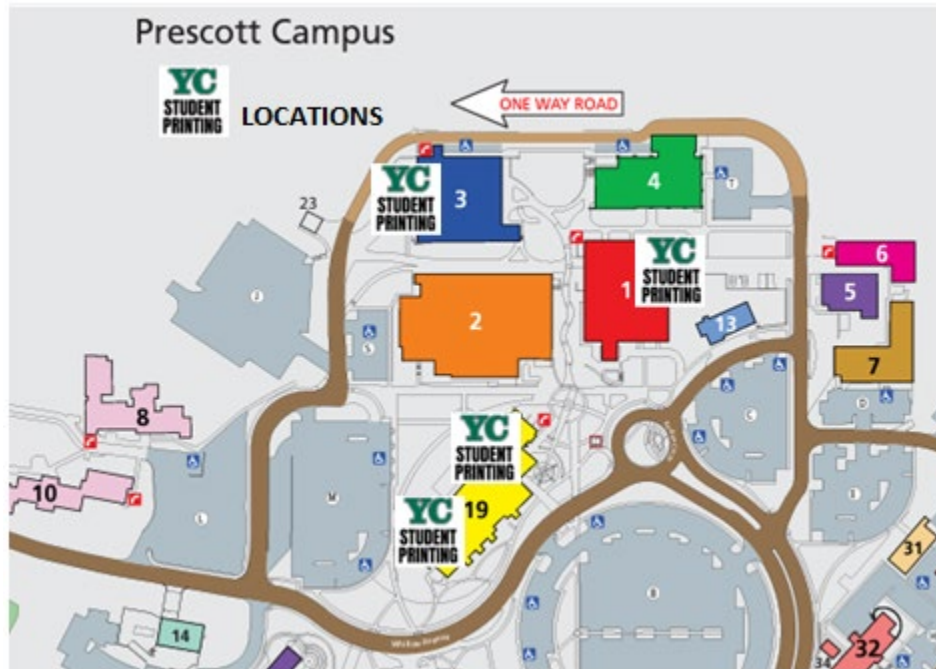 Prescott Campus
YC
STUDENT
PRINTING
LOCATIONS
ONE WAY ROAD
YC
STUDENT
PRINTING
3
4
T
23
YC
STUDENT
PRINTING
1
6
5
J
2
13
S
7
8
C
D
YC
STUDENT
PRINTING
10
L
M
YC
STUDENT
PRINTING
19
31
B
14
32